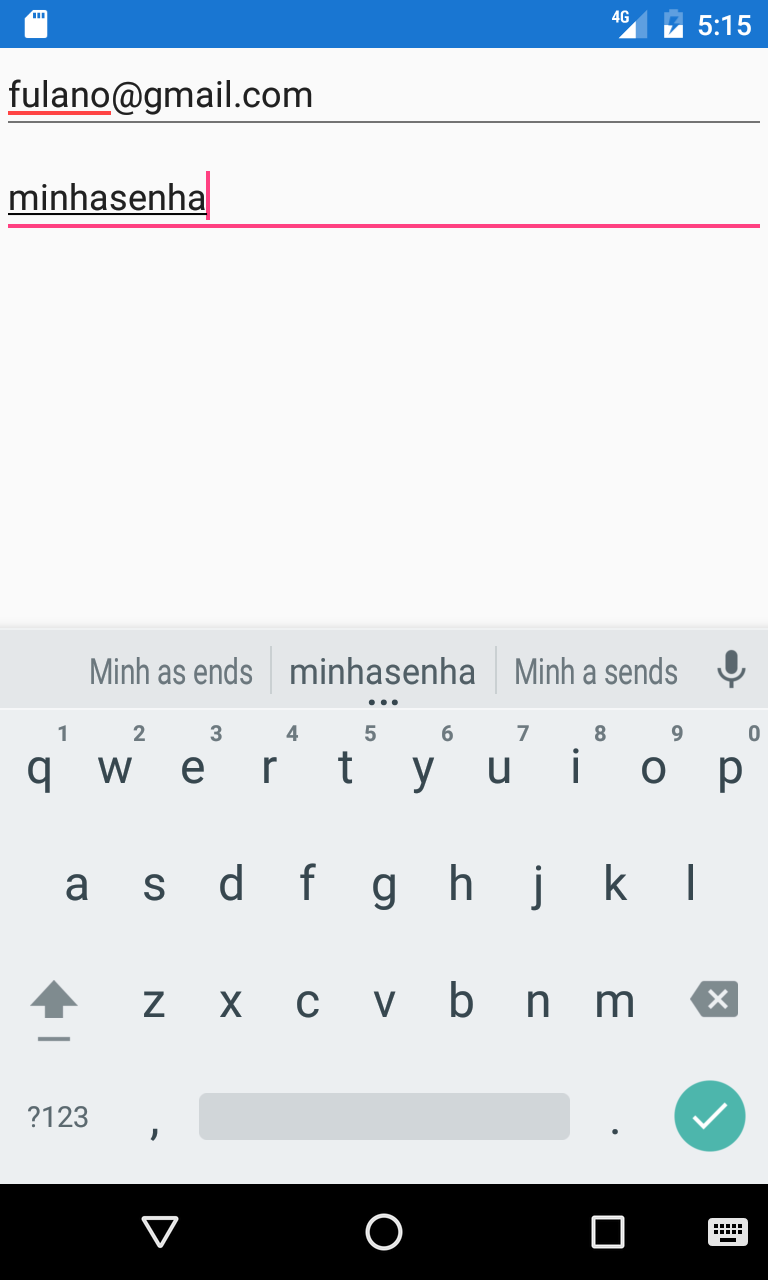 4G 5:15
fulano@gmail.com
minhasenha
Minh as ends minhasenha Minh a sends
1 2 3 4 5 6 7 8 9 0
q w e r t y u i o p
a s d f g h j k l
z x c v b n m
?123 , .